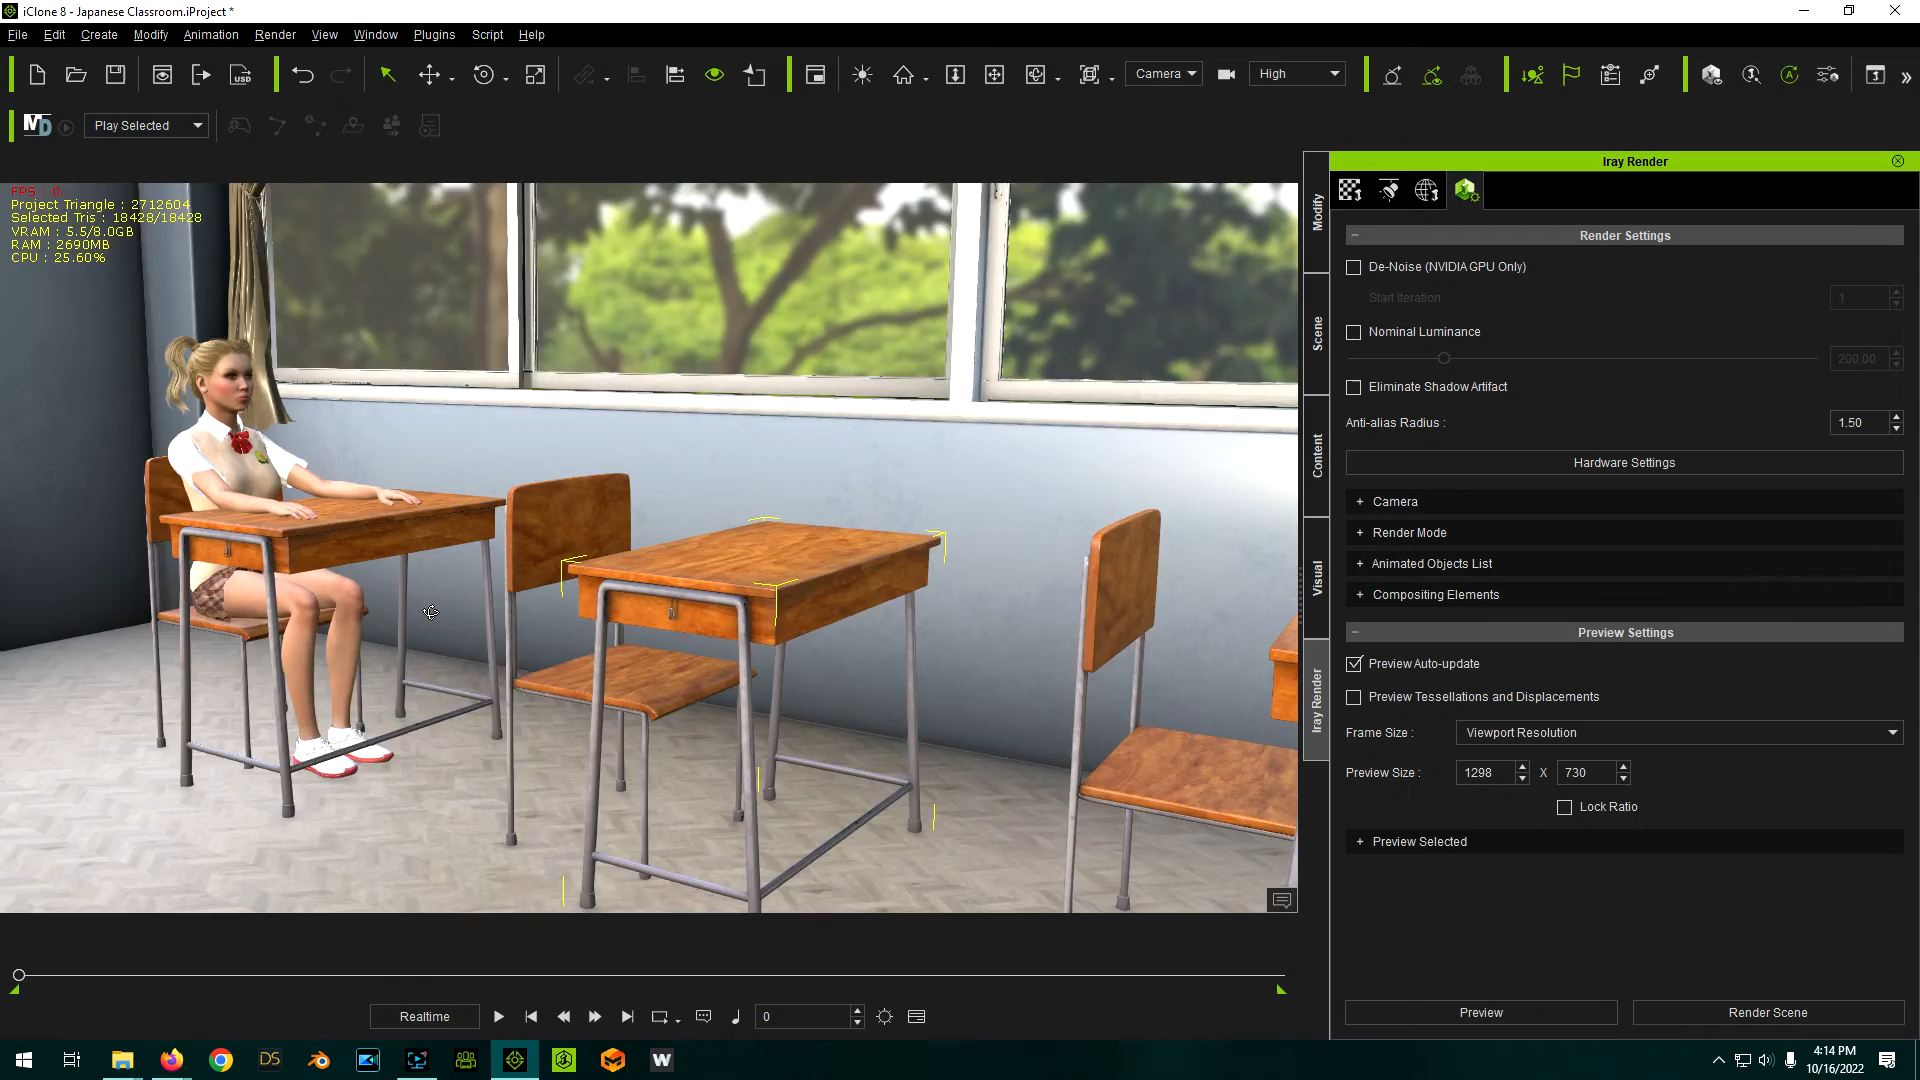 iClone 8 - Japanese Classroom.iProject *
File Edit Create Modify Animation Render View Window Plugins Script Help
USD
Camera
High
A
»
MD
Play Selected
FPS : 0
Project Triangle : 2712604
Selected Tris : 18428/18428
VRAM : 5.5/8.0GB
RAM : 2690MB
CPU : 25.60%
Modify
Scene
Content
Visual
Iray Render
Iray Render
Render Settings
De-Noise (NVIDIA GPU Only)
Start Iteration 1
Nominal Luminance
200.00
Eliminate Shadow Artifact
Anti-alias Radius : 1.50
Hardware Settings
+ Camera
+ Render Mode
+ Animated Objects List
+ Compositing Elements
Preview Settings
Preview Auto-update
Preview Tessellations and Displacements
Frame Size : Viewport Resolution
Preview Size : 1298 X 730
Lock Ratio
+ Preview Selected
Preview Render Scene
Realtime 0
DS W
4:14 PM
10/16/2022